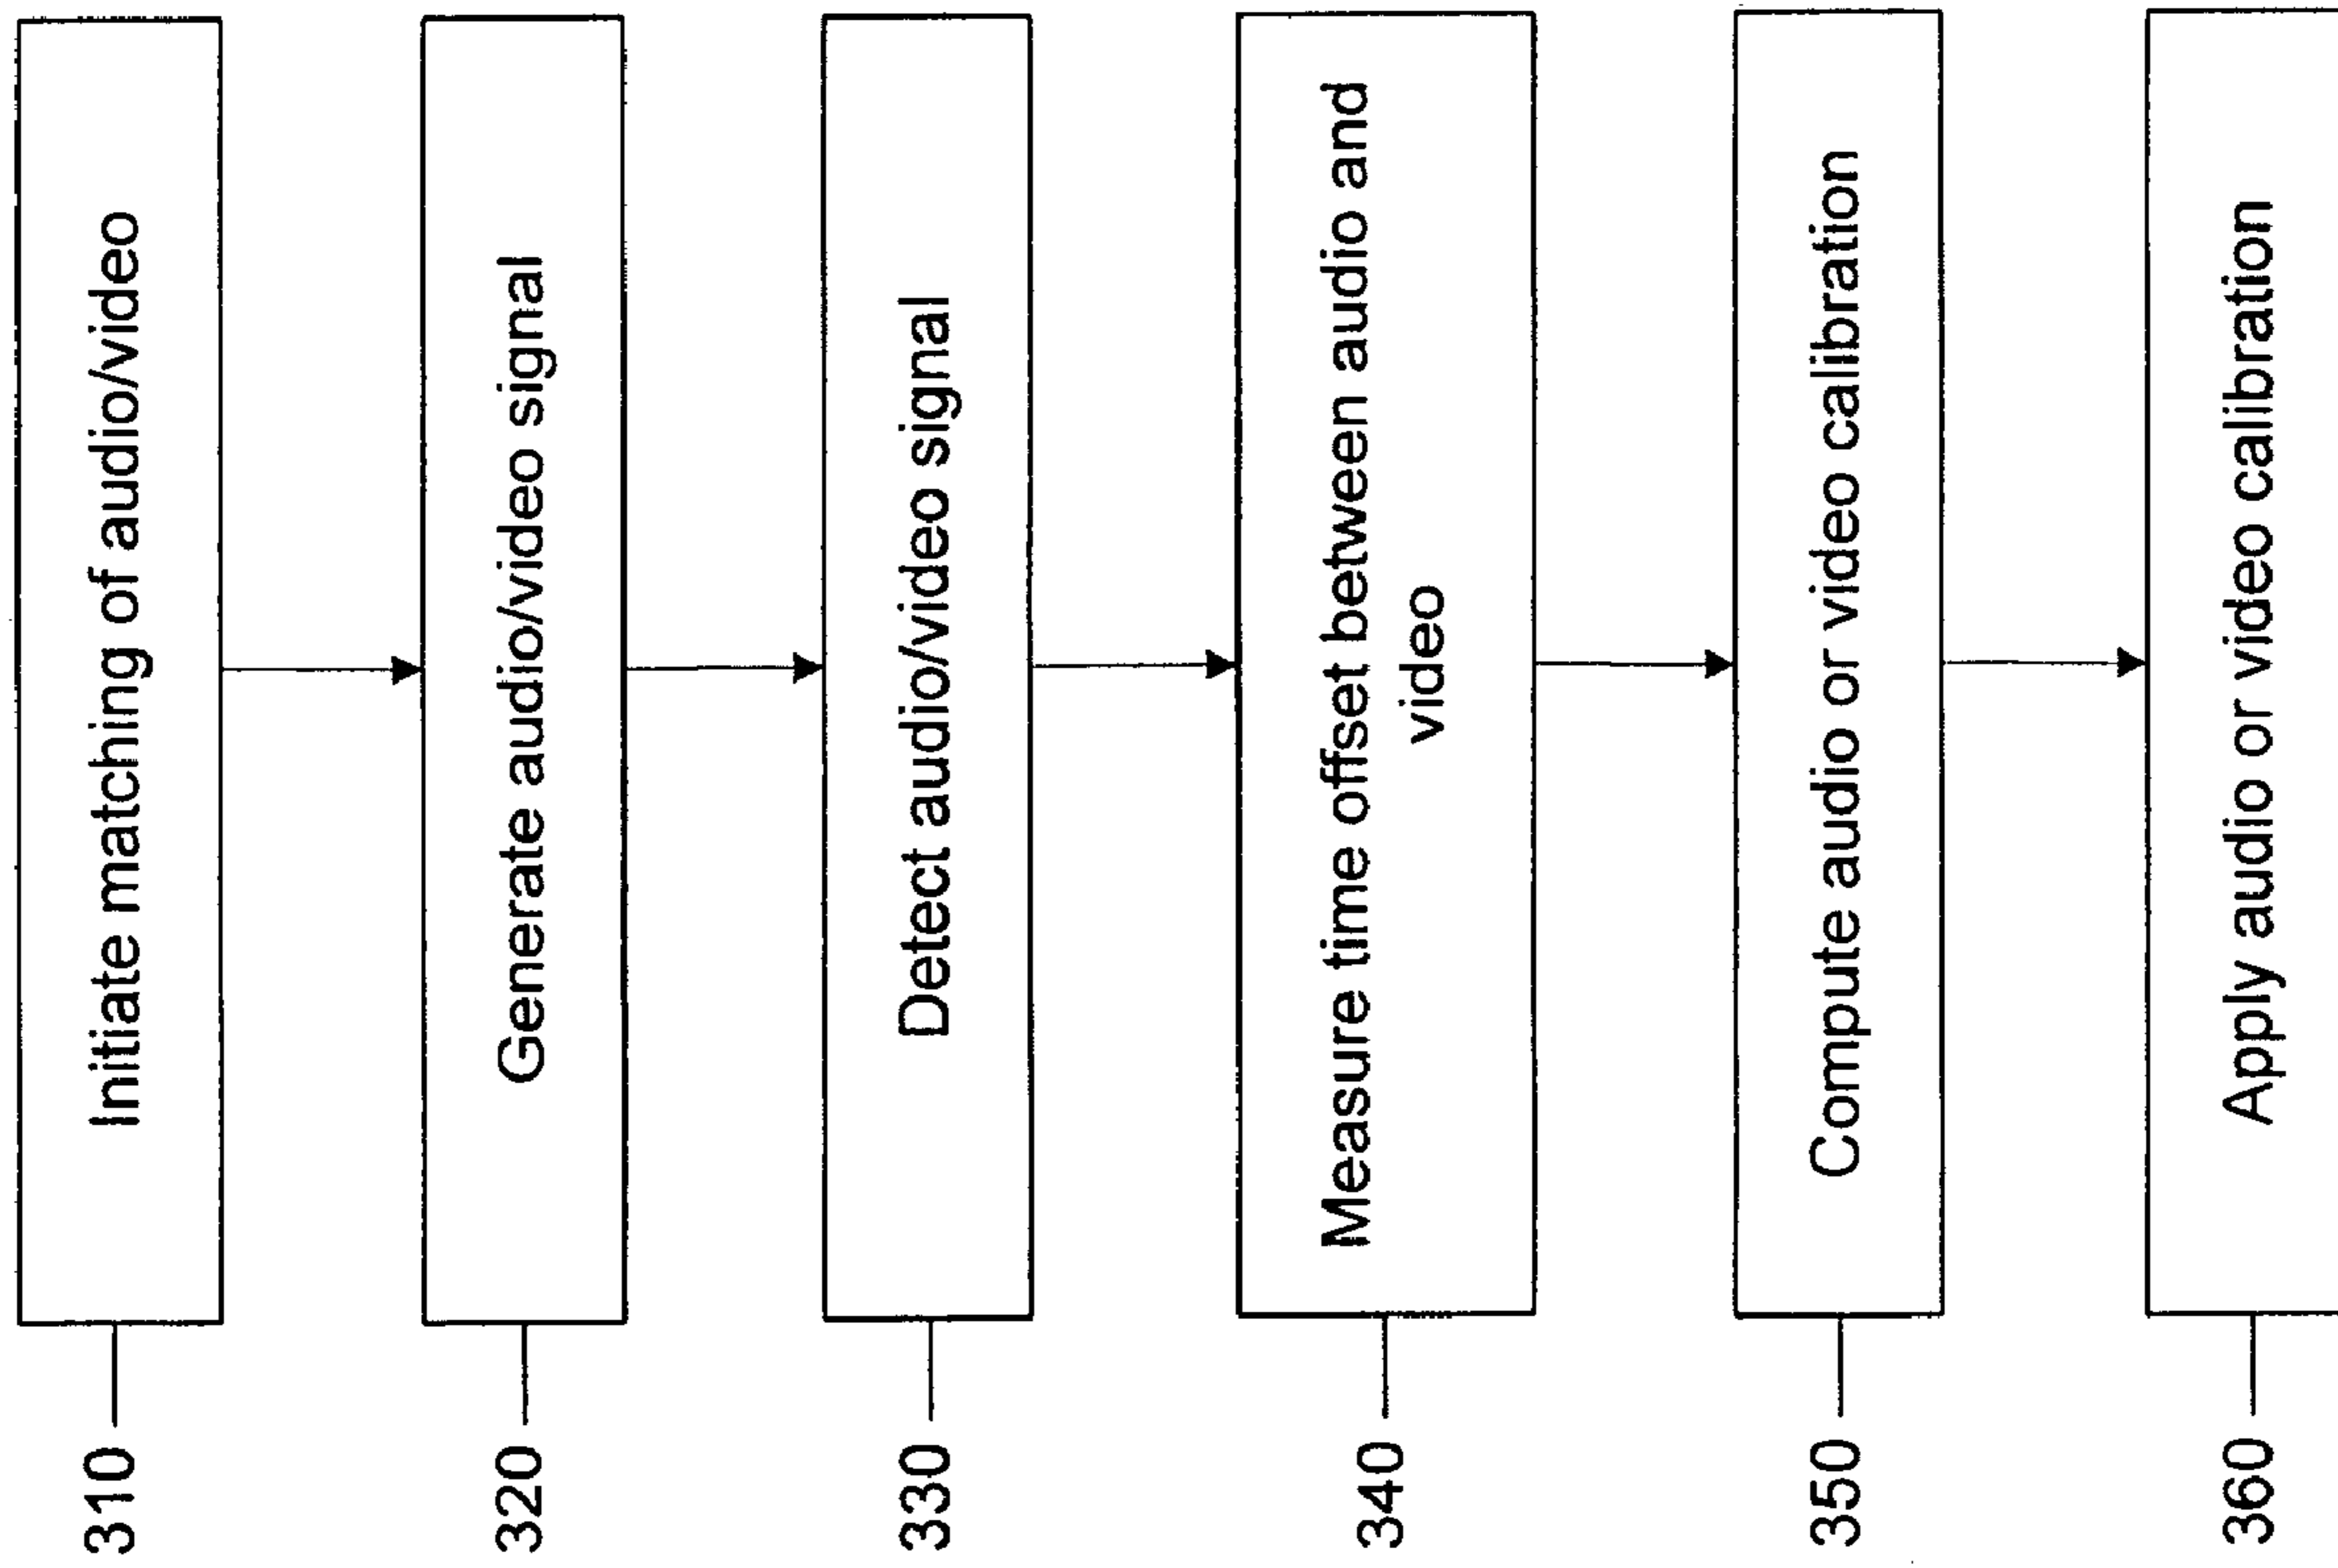 310
Initiate matching of audio/video
320
Generate audio/video signal
330
Detect audio/video signal
340
Measure time offset between audio and
video
350
Compute audio or video calibration
360
Apply audio or video calibration